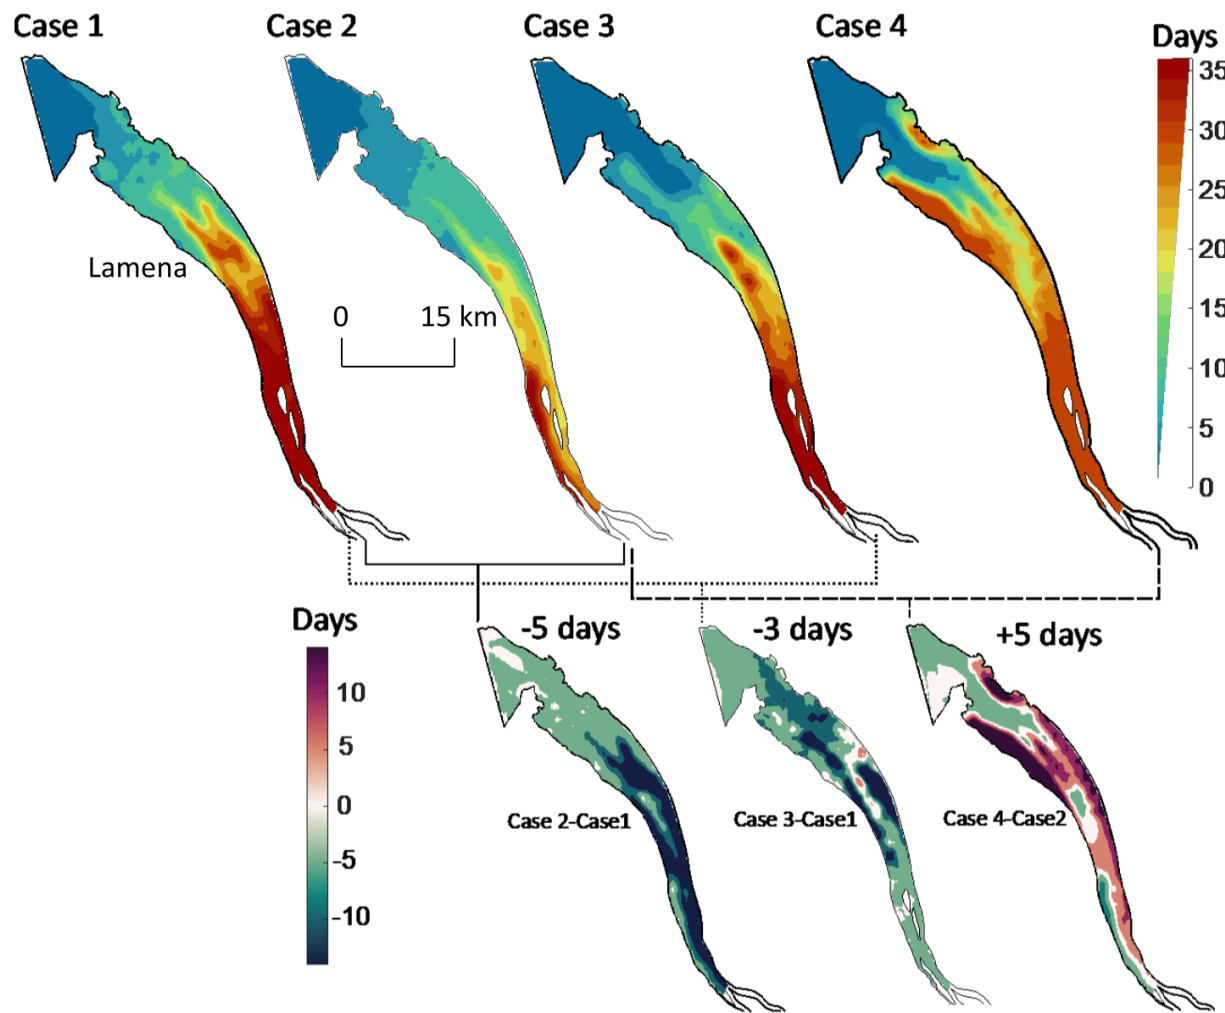 Case 1
Case 2
Case 3
Case 4
Days
35
30
25
20
15
10
5
0
Lamena
0 15 km
Days
10
5
0
-5
-10
-5 days
-3 days
+5 days
Case 2-Case1
Case 3-Case1
Case 4-Case2